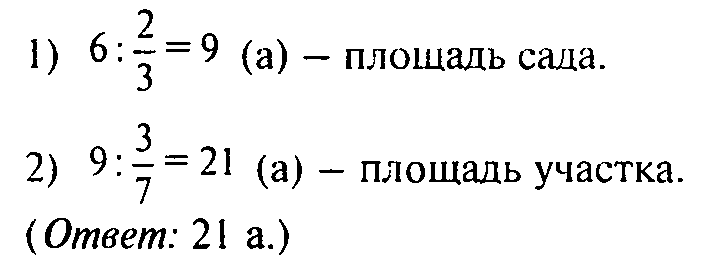 1) 6 : 2/3 = 9 (а) – площадь сада.
2) 9 : 3/7 = 21 (а) – площадь участка.
(Ответ: 21 а.)